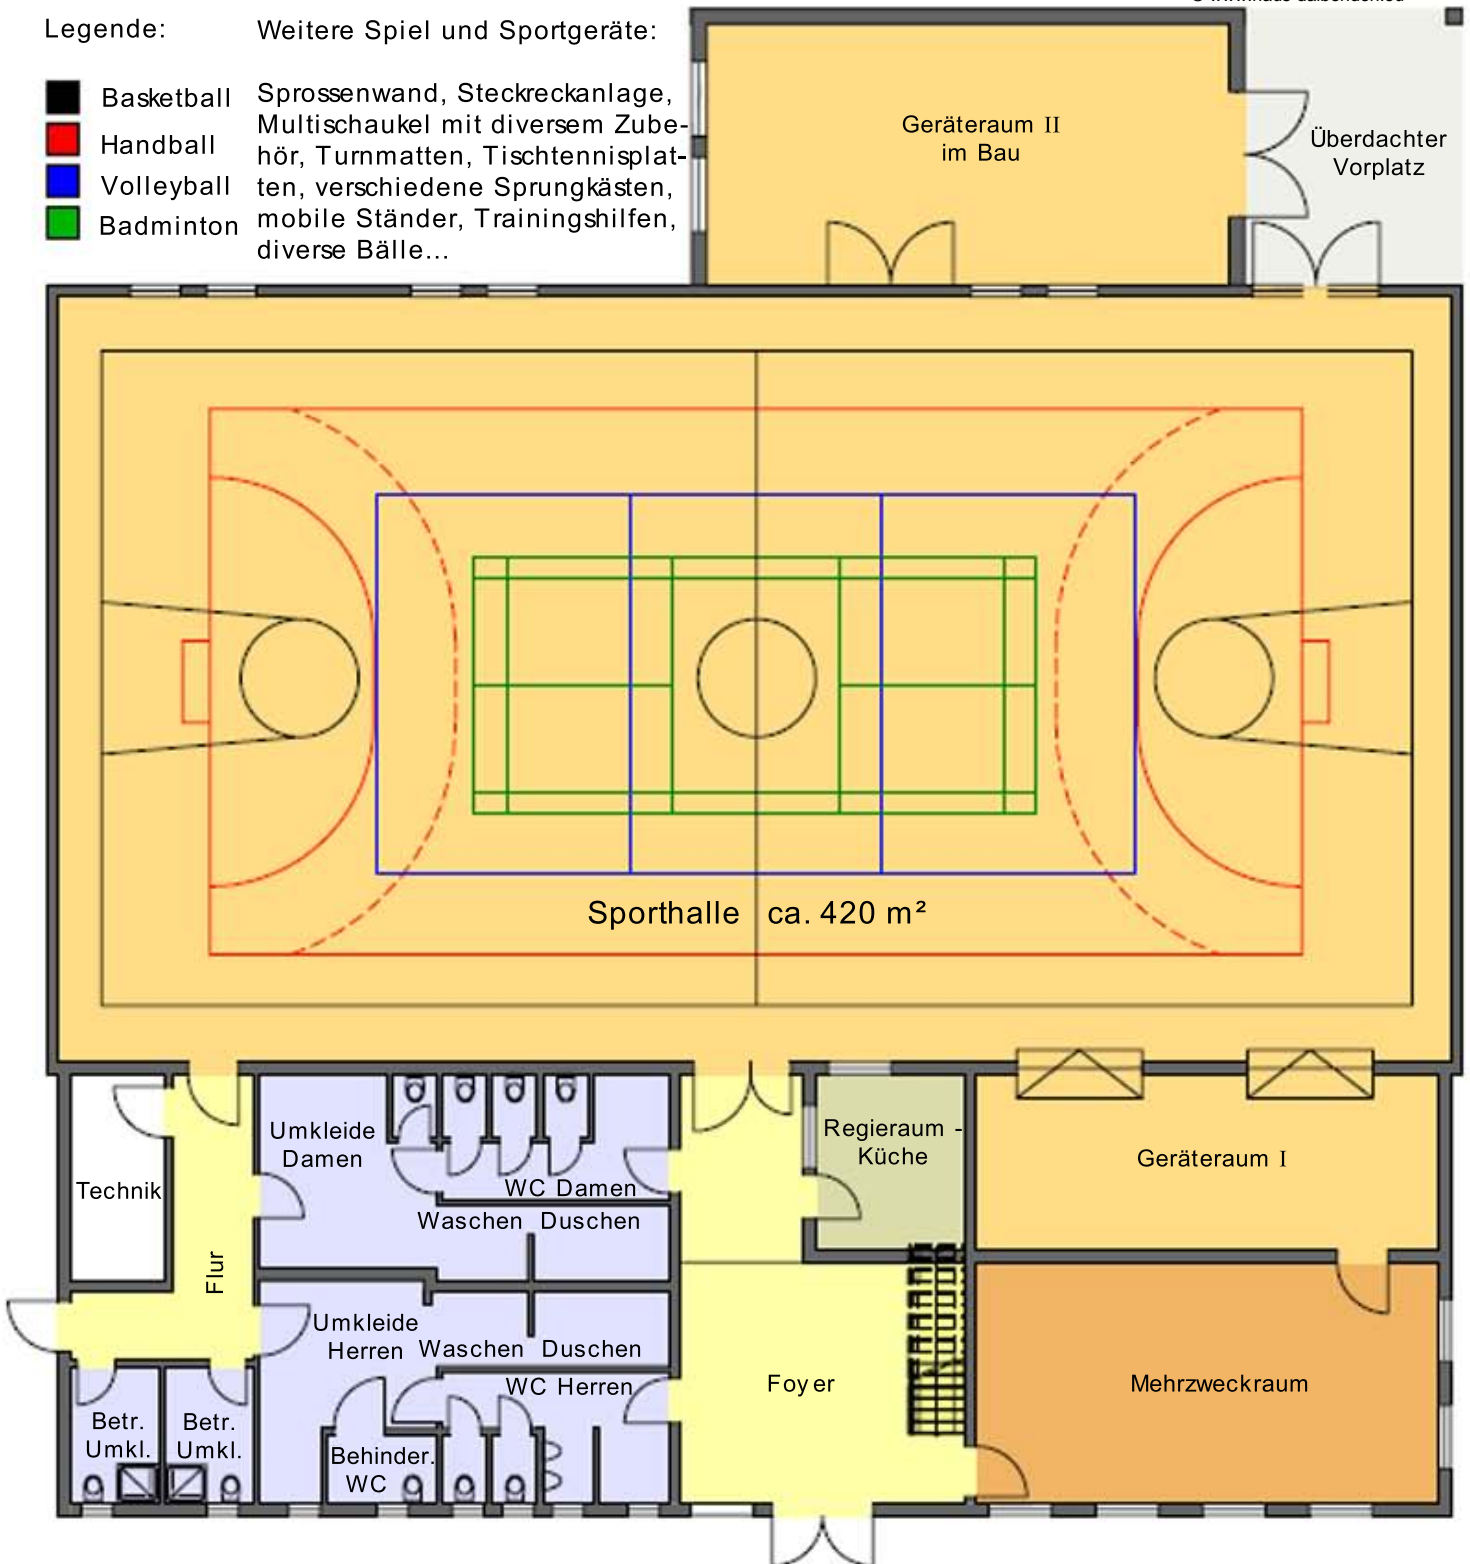 Legende:
Basketball
Handball
Volleyball
Badminton
Weitere Spiel und Sportgeräte:
Sprossenwand, Steckreckanlage,
Multischaukel mit diversem Zube-
hör, Turnmatten, Tischtennisplat-
ten, verschiedene Sprungkästen,
mobile Ständer, Trainingshilfen,
diverse Bälle...
Geräteraum II
im Bau
Überdachter
Vorplatz
Sporthalle ca. 420 m²
Technik
Flur
Umkleide
Damen
WC Damen
Waschen Duschen
Umkleide
Herren
Waschen Duschen
WC Herren
Betr.
Umkl.
Betr.
Umkl.
Behinder.
WC
Foyer
Regieraum -
Küche
Geräteraum I
Mehrzweckraum